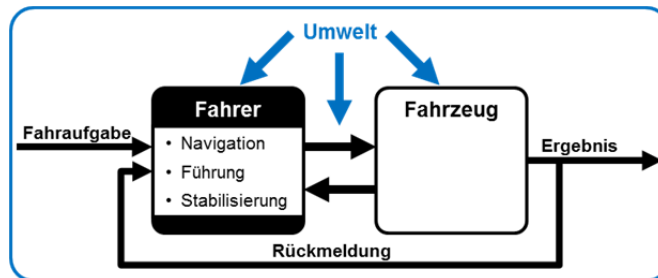 Umwelt
Fahrer
Fahrzeug
Fahraufgabe
• Navigation
• Führung
• Stabilisierung
Ergebnis
Rückmeldung